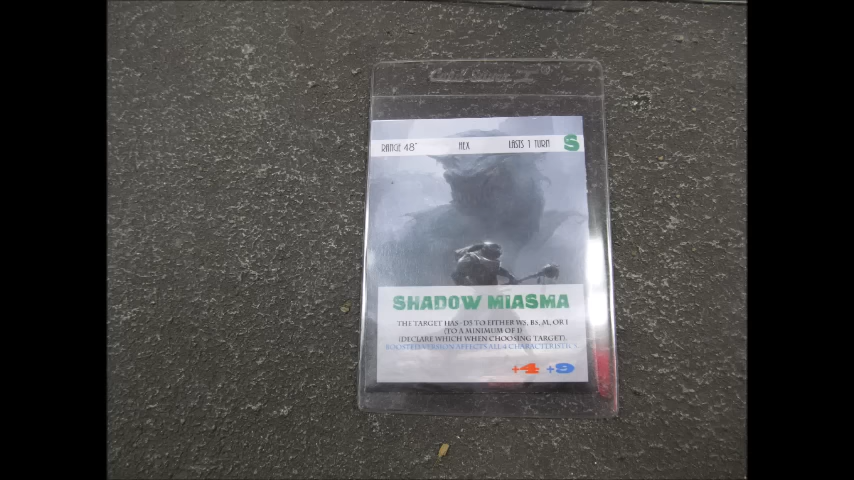 RANGE 48" HEX LASTS 1 TURN S
SHADOW MIASMA
THE TARGET HAS -D3 TO EITHER WS, BS, M, OR I
(TO A MINIMUM OF 1)
(DECLARE WHICH WHEN CHOOSING TARGET).
BOOSTED VERSION AFFECTS ALL 4 CHARACTERISTICS
+4 +9